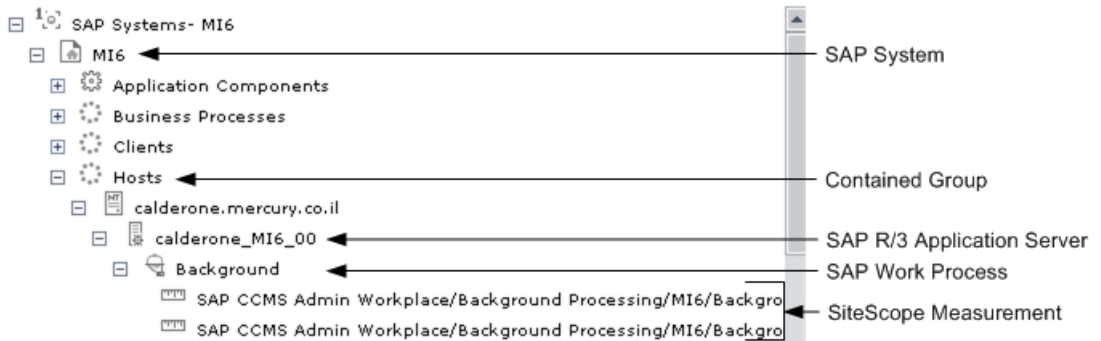 SAP Systems- MI6
MI6
SAP System
Application Components
Business Processes
Clients
Hosts
Contained Group
calderone.mercury.co.il
calderone_MI6_00
SAP R/3 Application Server
Background
SAP Work Process
SAP CCMS Admin Workplace/Background Processing/MI6/Backgro
SiteScope Measurement
SAP CCMS Admin Workplace/Background Processing/MI6/Backgro